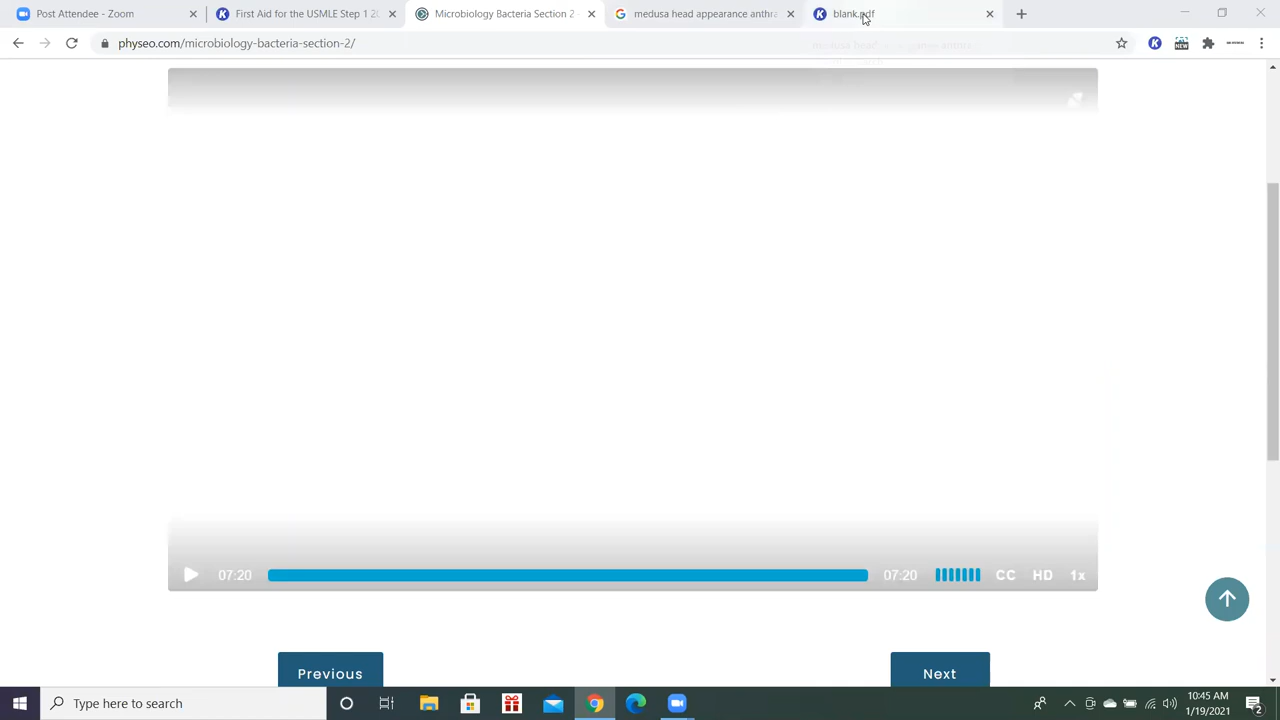 Post Attendee - Zoom
First Aid for the USMLE Step 1 2
Microbiology Bacteria Section 2 -
medusa head appearance anthra
blank.pdf
physeo.com/microbiology-bacteria-section-2/
NEW
07:20
07:20
CC
HD
1x
Previous
Next
Type here to search
10:45 AM
1/19/2021
2